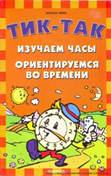 ТИК-ТАК
ИЗУЧАЕМ ЧАСЫ
ОРИЕНТИРУЕМСЯ
ВО ВРЕМЕНИ